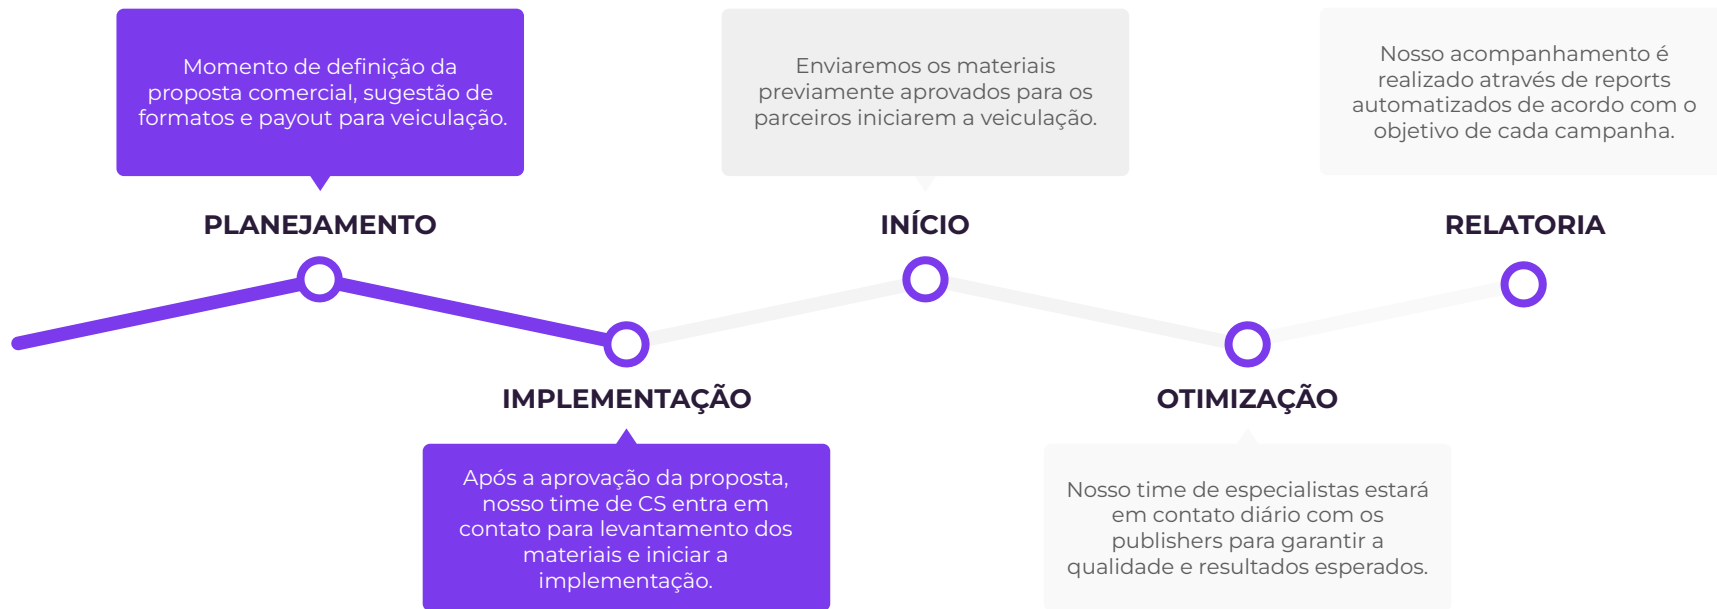 Momento de definição da
proposta comercial, sugestão de
formatos e payout para veiculação.
PLANEJAMENTO
IMPLEMENTAÇÃO
Após a aprovação da proposta,
nosso time de CS entra em
contato para levantamento dos
materiais e iniciar a
implementação.
Enviaremos os materiais
previamente aprovados para os
parceiros iniciarem a veiculação.
INÍCIO
OTIMIZAÇÃO
Nosso time de especialistas estará
em contato diário com os
publishers para garantir a
qualidade e resultados esperados.
Nosso acompanhamento é
realizado através de reports
automatizados de acordo com o
objetivo de cada campanha.
RELATORIA